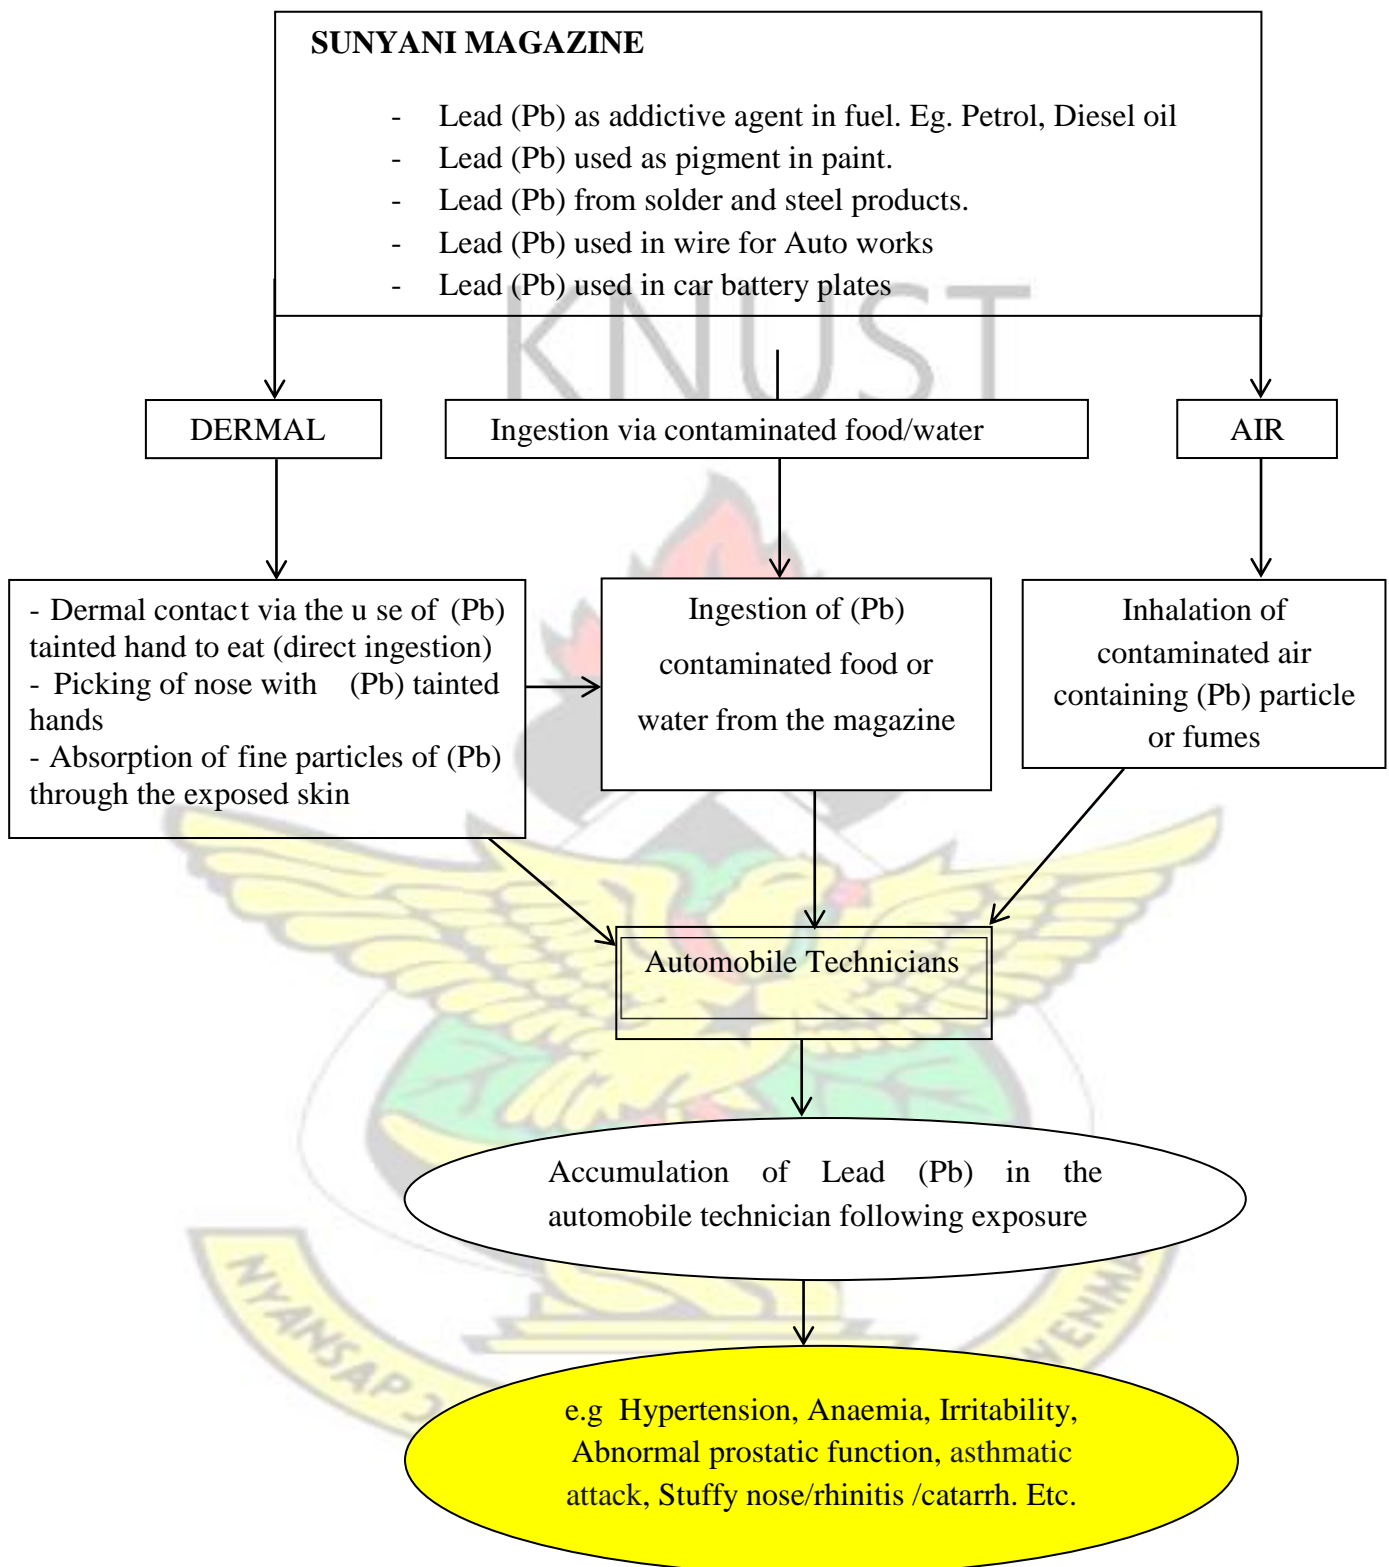 SUNYANI MAGAZINE
- Lead (Pb) as addictive agent in fuel. Eg. Petrol, Diesel oil
- Lead (Pb) used as pigment in paint.
- Lead (Pb) from solder and steel products.
- Lead (Pb) used in wire for Auto works
- Lead (Pb) used in car battery plates
KNUST
DERMAL
Ingestion via contaminated food/water
AIR
- Dermal contact via the u se of (Pb)
tainted hand to eat (direct ingestion)
- Picking of nose with (Pb) tainted
hands
- Absorption of fine particles of (Pb)
through the exposed skin
Ingestion of (Pb)
contaminated food or
water from the magazine
Inhalation of
contaminated air
containing (Pb) particle
or fumes
Automobile Technicians
Accumulation of Lead (Pb) in the
automobile technician following exposure
NYANSAP
e.g Hypertension, Anaemia, Irritability,
Abnormal prostatic function, asthmatic
attack, Stuffy nose/rhinitis /catarrh. Etc.